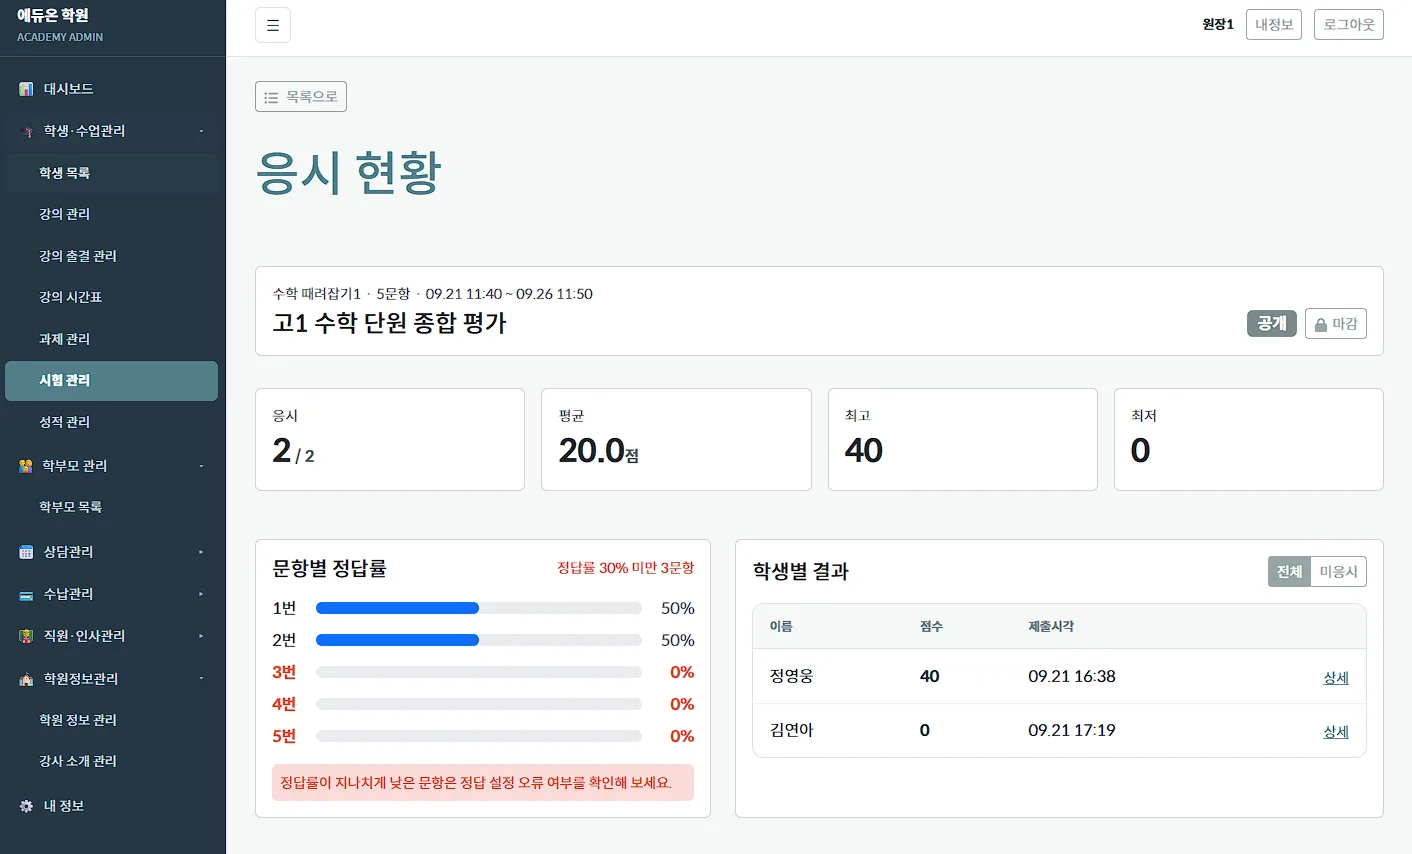 에듀온 학원
ACADEMY ADMIN
대시보드
학생·수업관리
학생 목록
강의 관리
강의 출결 관리
강의 시간표
과제 관리
시험 관리
성적 관리
학부모 관리
학부모 목록
상담관리
수납관리
직원·인사관리
학원정보관리
학원 정보 관리
강사 소개 관리
내 정보
원장1
내정보
로그아웃
목록으로
응시 현황
수학 때려잡기1 · 5문항 · 09.21 11:40 ~ 09.26 11:50
고1 수학 단원 종합 평가
공개
마감
응시
2 / 2
평균
20.0점
최고
40
최저
0
문항별 정답률
정답률 30% 미만 3문항
1번 50%
2번 50%
3번 0%
4번 0%
5번 0%
정답률이 지나치게 낮은 문항은 정답 설정 오류 여부를 확인해 보세요.
학생별 결과
전체
미응시
이름 점수 제출시각
정영웅 40 09.21 16:38 상세
김연아 0 09.21 17:19 상세